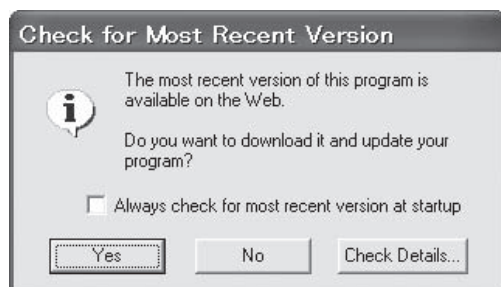 Check for Most Recent Version
The most recent version of this program is
available on the Web.
Do you want to download it and update your
program?
Always check for most recent version at startup
Yes No Check Details...